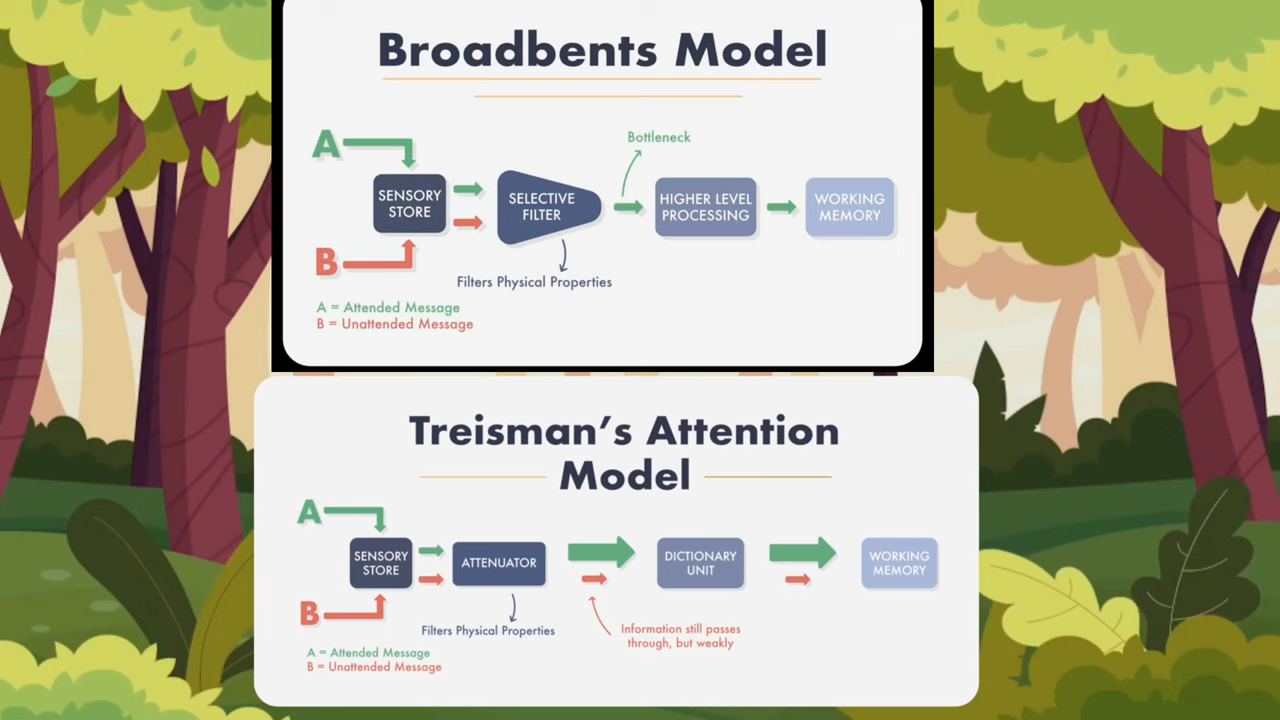 Broadbents Model
A
Bottleneck
SENSORY
STORE
SELECTIVE
FILTER
HIGHER LEVEL
PROCESSING
WORKING
MEMORY
B
Filters Physical Properties
A = Attended Message
B = Unattended Message
Treisman's Attention
Model
A
SENSORY
STORE
ATTENUATOR
DICTIONARY
UNIT
WORKING
MEMORY
B
Filters Physical Properties
Information still passes
through, but weakly
A = Attended Message
B = Unattended Message